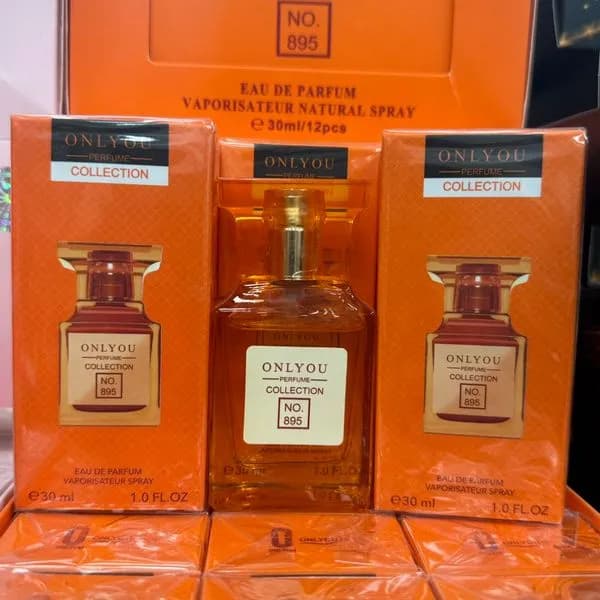 NO.
895
EAU DE PARFUM
VAPORISATEUR NATURAL SPRAY
℮30ml/12pcs
ONLYOU
PERFUME
COLLECTION
ONLYOU
PERFUME
COLLECTION
NO.
895
EAU DE PARFUM
VAPORISATEUR SPRAY
℮30 ml 1.0 FL.OZ
ONLYOU
PERFUME
ONLYOU
PERFUME
COLLECTION
NO.
895
℮30 ml 1.0 FL.OZ
ONLYOU
PERFUME
COLLECTION
ONLYOU
PERFUME
COLLECTION
NO.
895
EAU DE PARFUM
VAPORISATEUR SPRAY
℮30 ml 1.0 FL.OZ